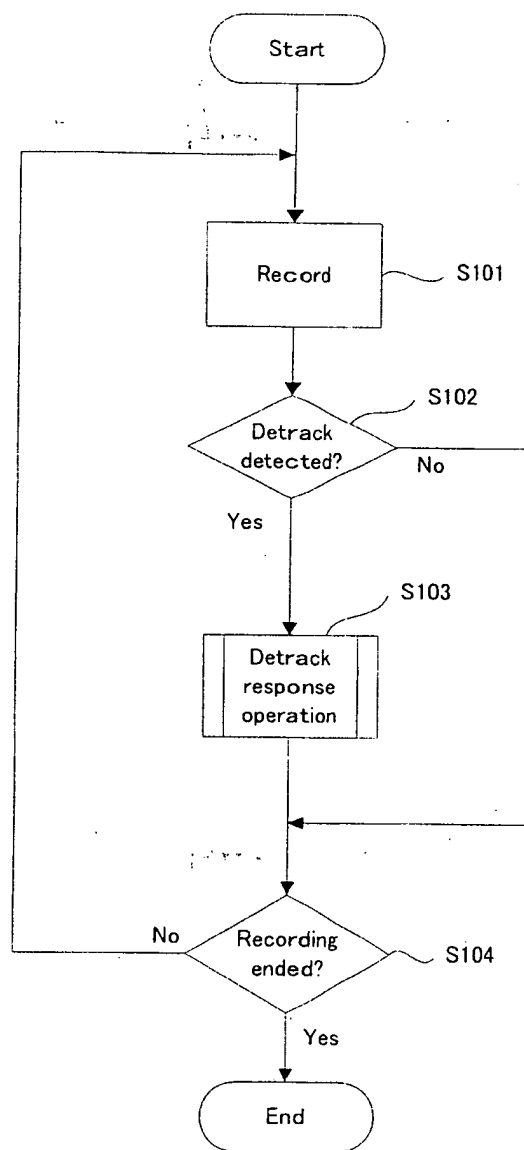 Start
Record
S101
S102
Detrack
detected?
No
Yes
S103
Detrack
response
operation
No
Recording
ended?
S104
Yes
End